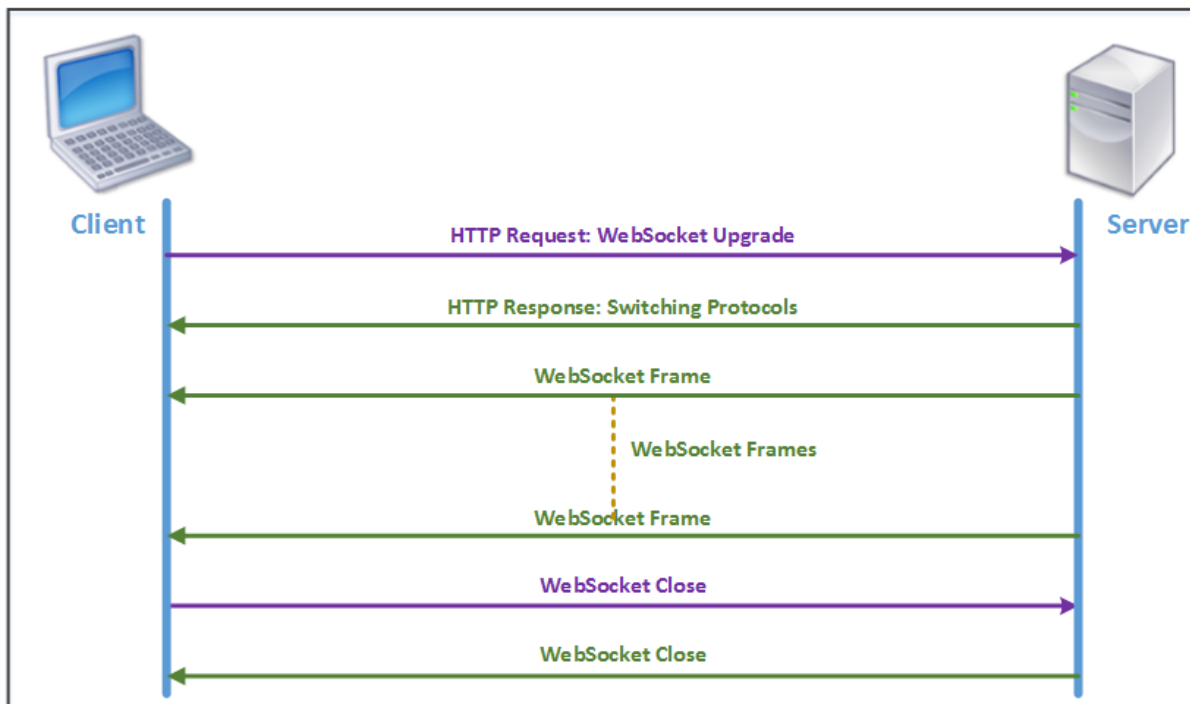 Client
Server
HTTP Request: WebSocket Upgrade
HTTP Response: Switching Protocols
WebSocket Frame
WebSocket Frames
WebSocket Frame
WebSocket Close
WebSocket Close